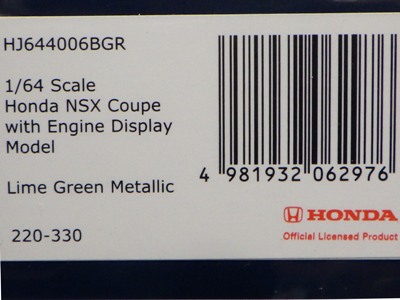 HJ644006BGR
1/64 Scale
Honda NSX Coupe
with Engine Display
Model
Lime Green Metallic
220-330
4 981932 062976
HONDA
Official Licensed Product